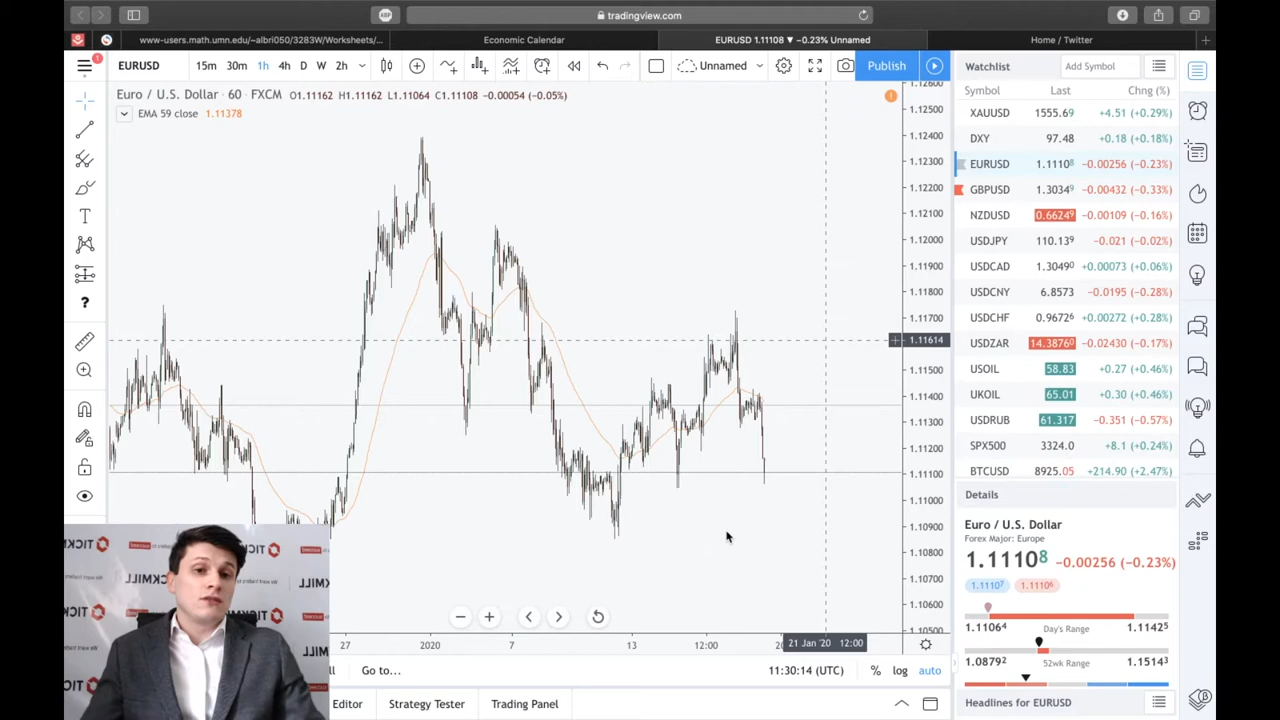 tradingview.com
www-users.math.umn.edu/~albri050/3283W/Worksheets/...
Economic Calendar
EURUSD 1.11108 ▼ −0.23% Unnamed
Home / Twitter
EURUSD
15m 30m 1h 4h D W 2h
Unnamed
Publish
Watchlist
Add Symbol
Euro / U.S. Dollar · 60 · FXCM O1.11162 H1.11162 L1.11064 C1.11108 −0.00054 (−0.05%)
EMA 59 close 1.11378
Symbol Last Chng (%)
XAUUSD 1555.69 +4.51 (+0.29%)
DXY 97.48 +0.18 (+0.18%)
EURUSD 1.11108 −0.00256 (−0.23%)
GBPUSD 1.30349 −0.00432 (−0.33%)
NZDUSD 0.66249 −0.00109 (−0.16%)
USDJPY 110.139 −0.021 (−0.02%)
USDCAD 1.30490 +0.00073 (+0.06%)
USDCNY 6.8573 −0.0195 (−0.28%)
USDCHF 0.96726 +0.00272 (+0.28%)
USDZAR 14.38760 −0.02430 (−0.17%)
USOIL 58.83 +0.27 (+0.46%)
UKOIL 65.01 +0.30 (+0.46%)
USDRUB 61.317 −0.351 (−0.57%)
SPX500 3324.0 +8.1 (+0.24%)
BTCUSD 8925.05 +214.90 (+2.47%)
1.12600
1.12500
1.12400
1.12300
1.12200
1.12100
1.12000
1.11900
1.11800
1.11700
1.11614
1.11500
1.11400
1.11300
1.11200
1.11100
1.11000
1.10900
1.10800
1.10700
1.10600
1.10500
Details
Euro / U.S. Dollar
Forex Major: Europe
1.11108 −0.00256 (−0.23%)
1.11107 1.11106
1.11064 Day's Range 1.11425
1.08792 52wk Range 1.15143
Headlines for EURUSD
TICKMILL
27 2020 7 13 12:00 20 21 Jan '20 12:00
Go to...
11:30:14 (UTC) % log auto
Editor
Strategy Tester
Trading Panel